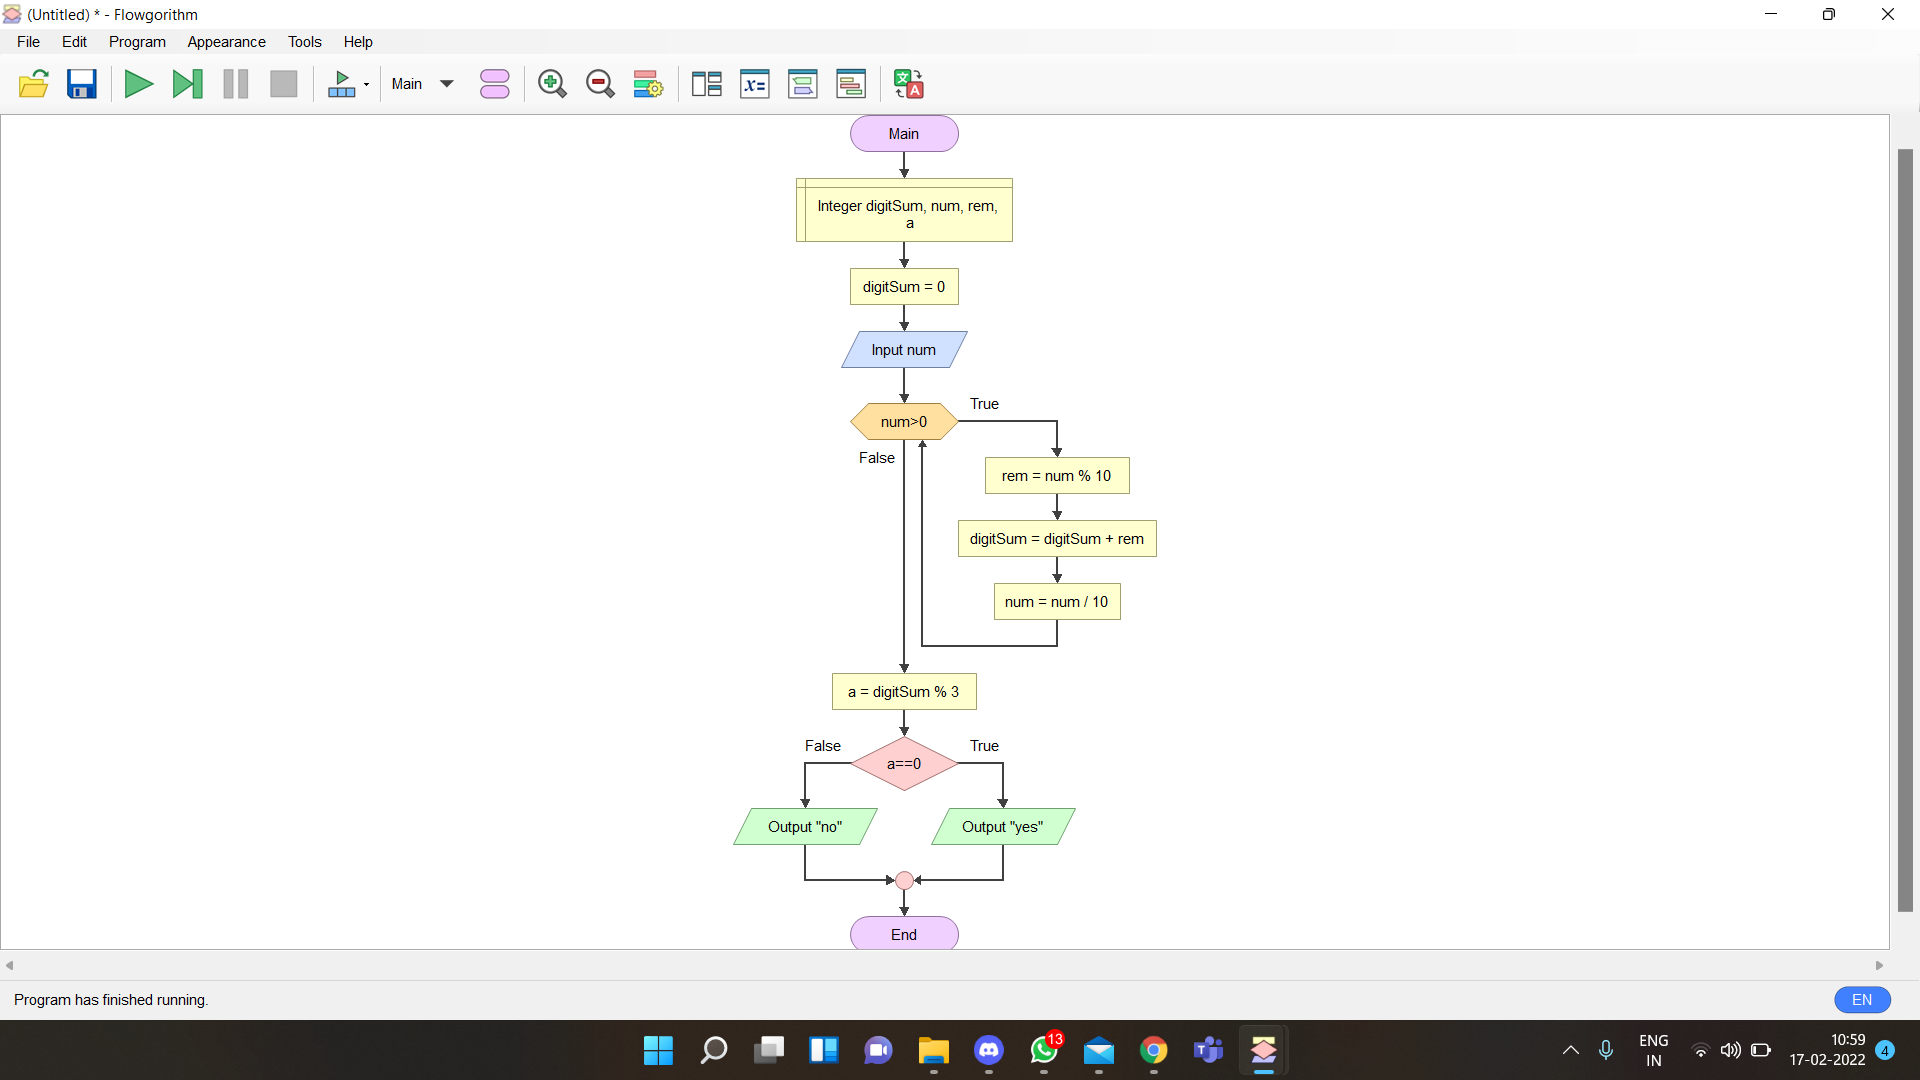 (Untitled) * - Flowgorithm
File Edit Program Appearance Tools Help
Main
x=
文
A
Main
Integer digitSum, num, rem,
a
digitSum = 0
Input num
num>0
True
False
rem = num % 10
digitSum = digitSum + rem
num = num / 10
a = digitSum % 3
False
True
a==0
Output "no"
Output "yes"
End
Program has finished running.
EN
13
T
ENG
IN
10:59
17-02-2022
4